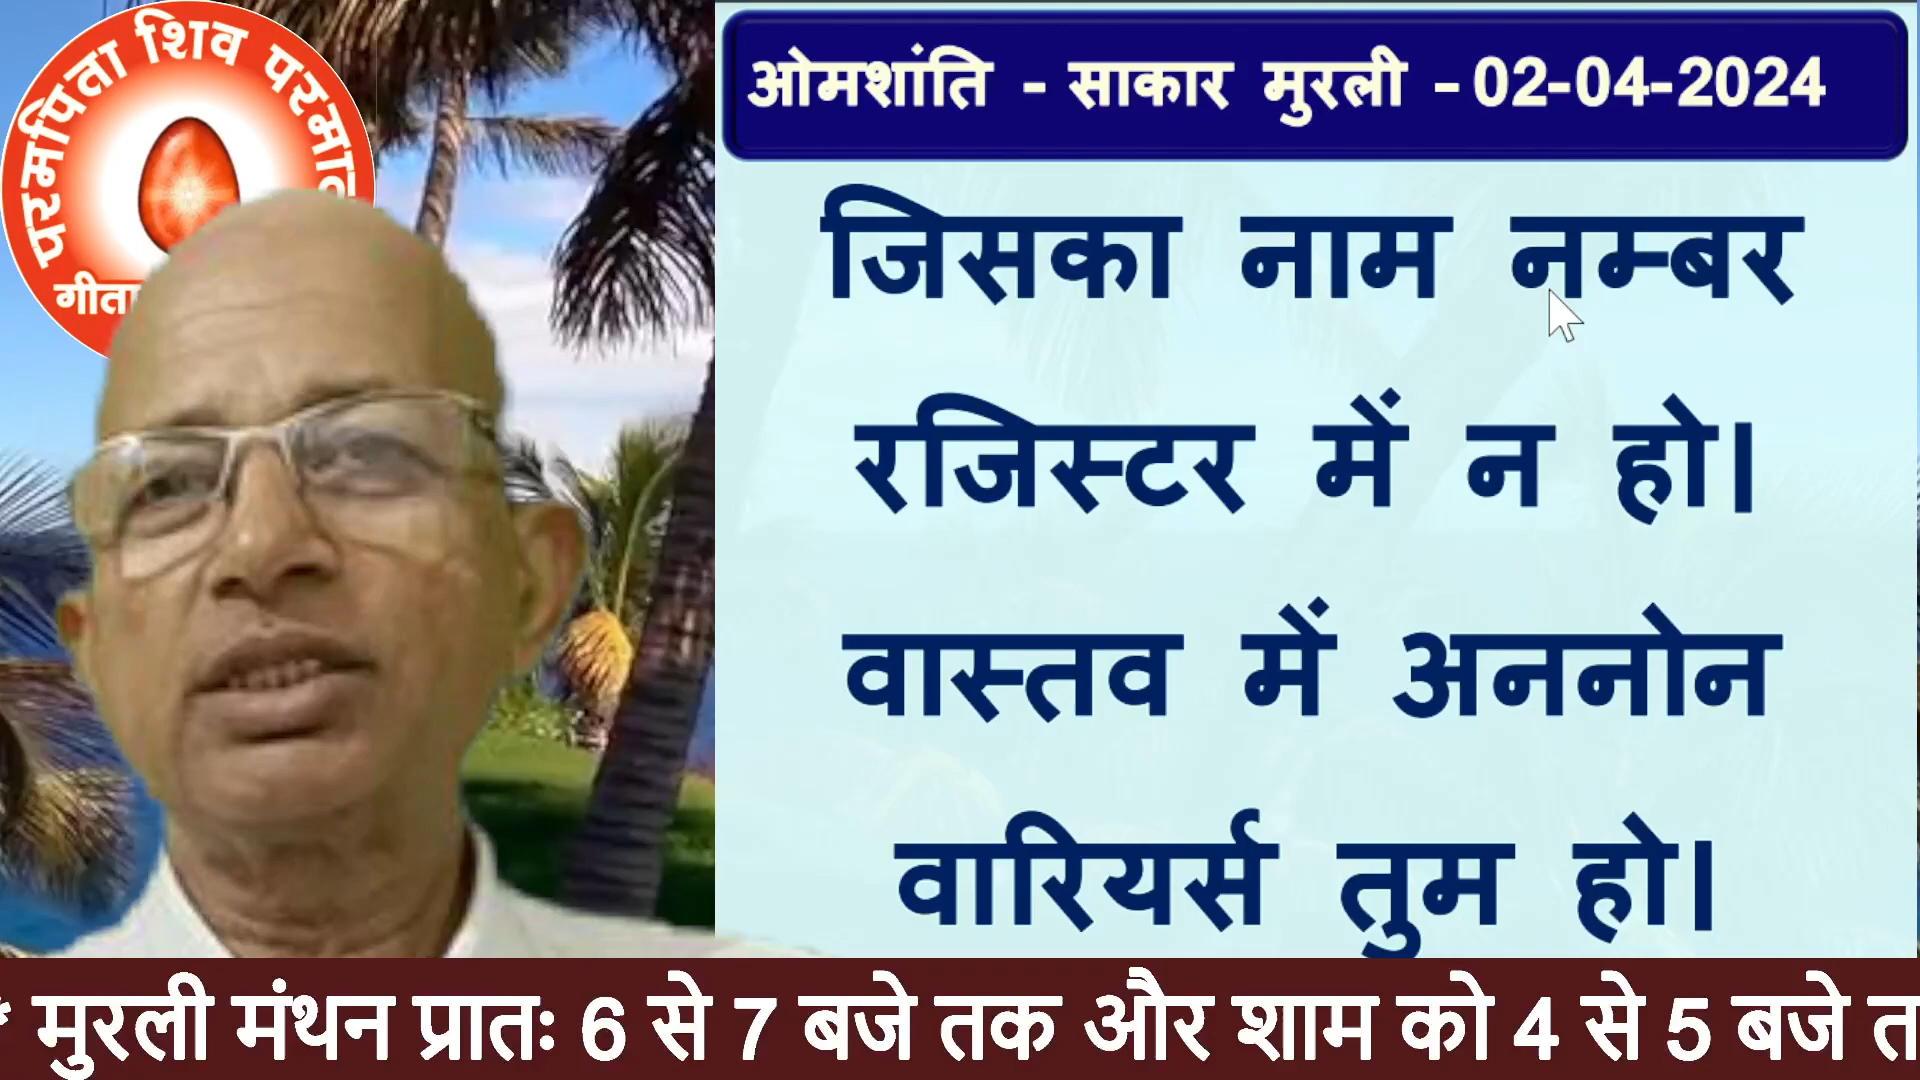 परमपिता शिव परमात
गीता
ओमशांति - साकार मुरली - 02-04-2024
जिसका नाम नम्बर
रजिस्टर में न हो।
वास्तव में अननोन
वारियर्स तुम हो।
* मुरली मंथन प्रातः 6 से 7 बजे तक और शाम को 4 से 5 बजे त